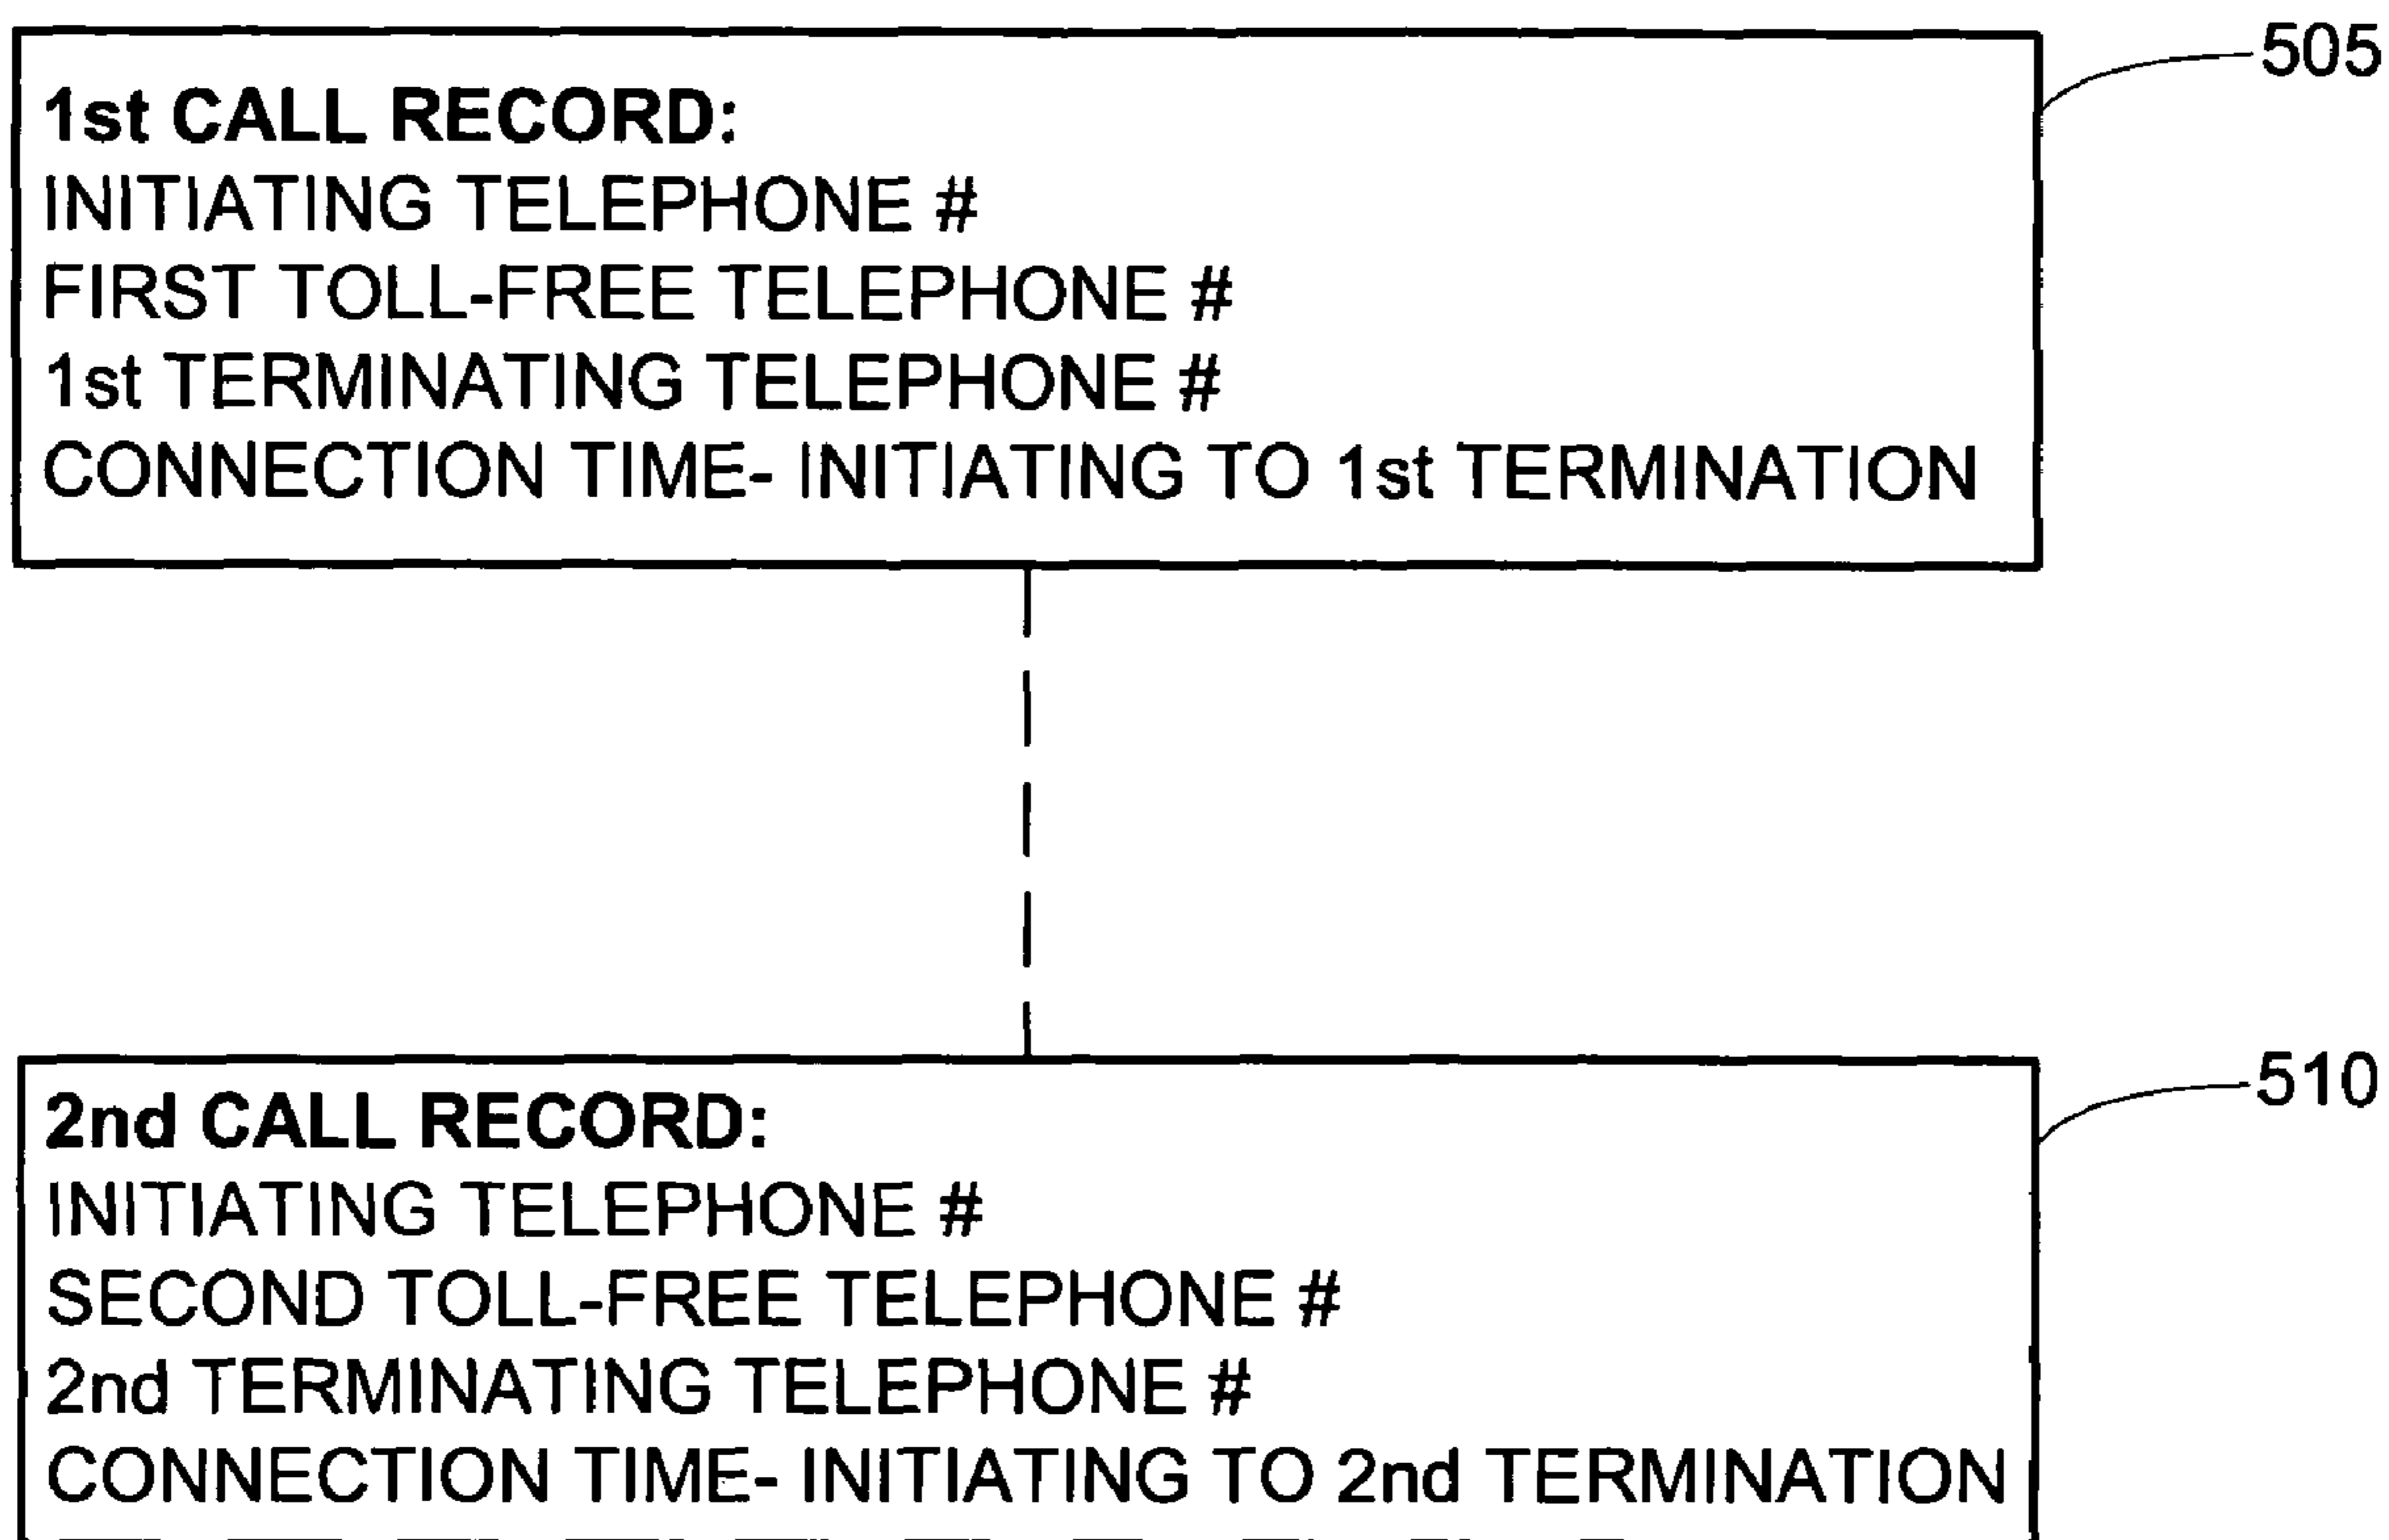 505
1st CALL RECORD:
INITIATING TELEPHONE #
FIRST TOLL-FREE TELEPHONE #
1st TERMINATING TELEPHONE #
CONNECTION TIME- INITIATING TO 1st TERMINATION
510
2nd CALL RECORD:
INITIATING TELEPHONE #
SECOND TOLL-FREE TELEPHONE #
2nd TERMINATING TELEPHONE #
CONNECTION TIME- INITIATING TO 2nd TERMINATION